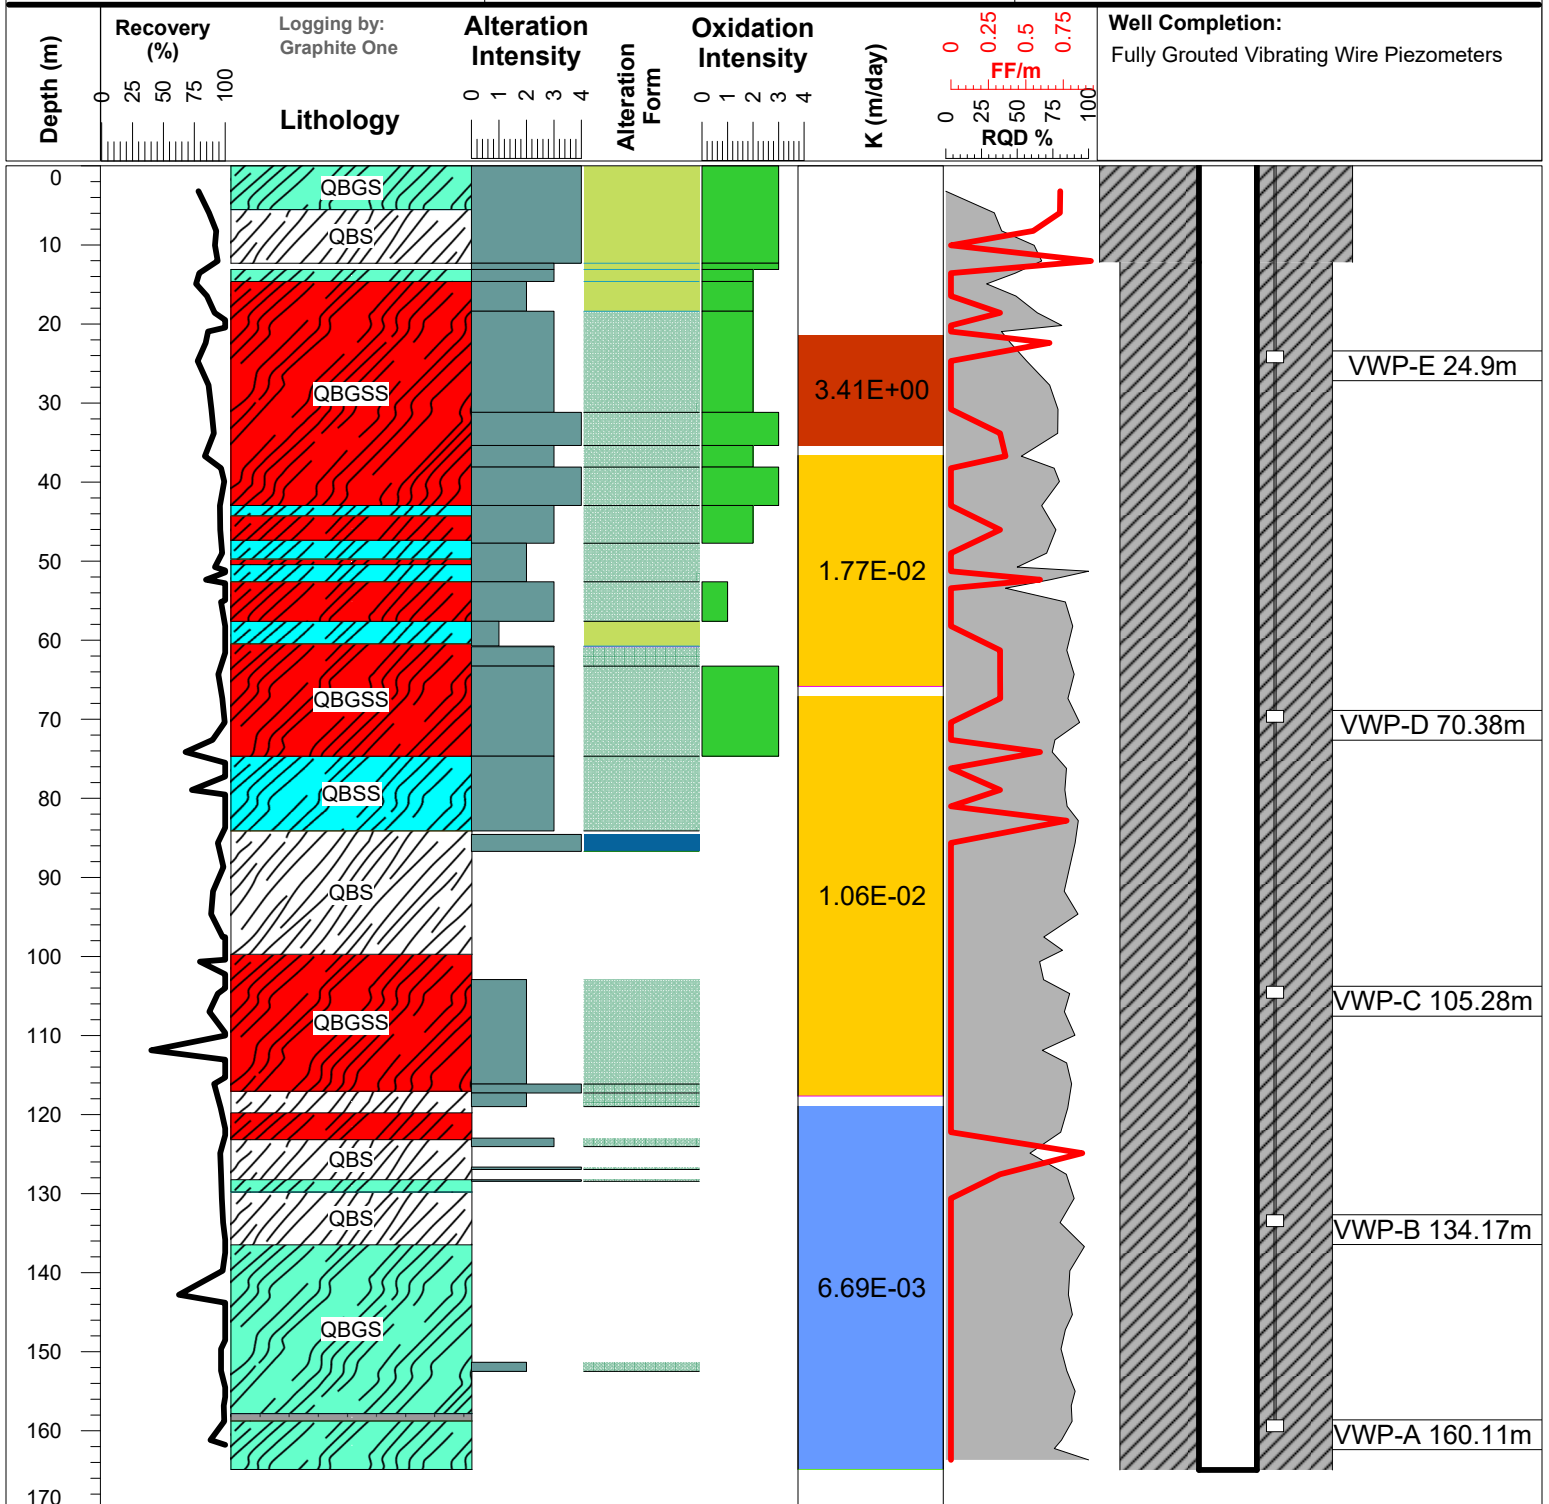 Depth (m)
Recovery
(%)
0 25 50 75 100
Logging by:
Graphite One
Lithology
Alteration
Intensity
0 1 2 3 4
Alteration
Form
Oxidation
Intensity
0 1 2 3 4
K (m/day)
0 0.25 0.5 0.75
FF/m
0 25 50 75 100
RQD %
Well Completion:
Fully Grouted Vibrating Wire Piezometers
0
QBGS
QBS
10
20
VWP-E 24.9m
3.41E+00
QBGSS
30
40
50
1.77E-02
60
QBGSS
70
VWP-D 70.38m
QBSS
80
90
QBS
1.06E-02
100
VWP-C 105.28m
QBGSS
110
120
QBS
130
QBS
VWP-B 134.17m
140
6.69E-03
QBGS
150
160
VWP-A 160.11m
170